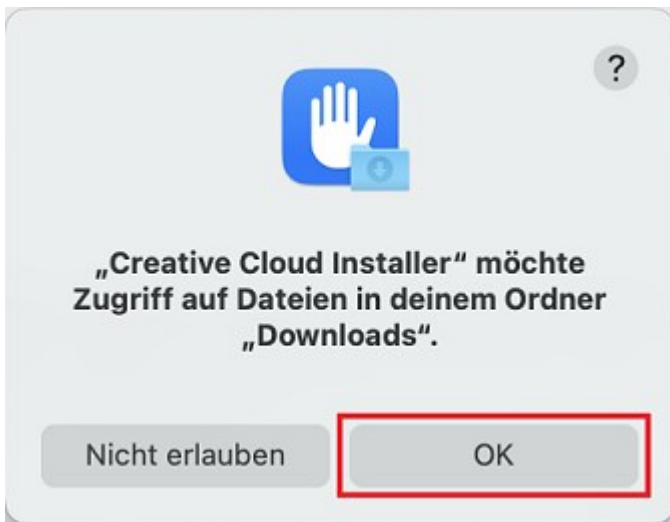 ?
„Creative Cloud Installer“ möchte
Zugriff auf Dateien in deinem Ordner
„Downloads“.
Nicht erlauben
OK